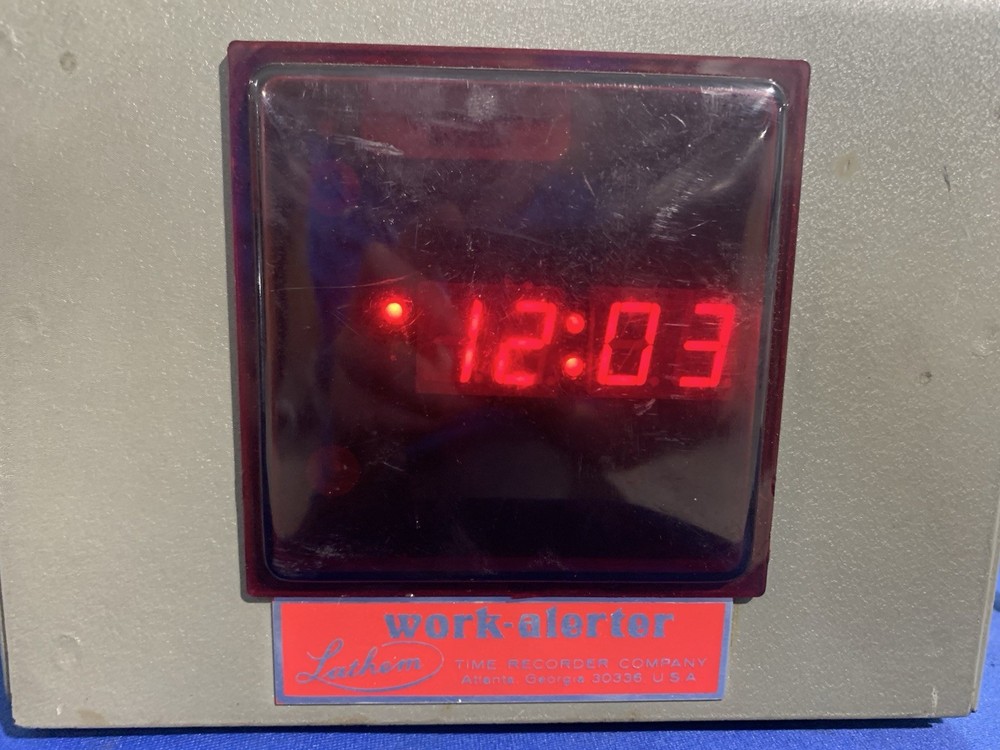 12:03
work-alerter
Lathem
TIME RECORDER COMPANY
Atlanta, Georgia 30336 U S A